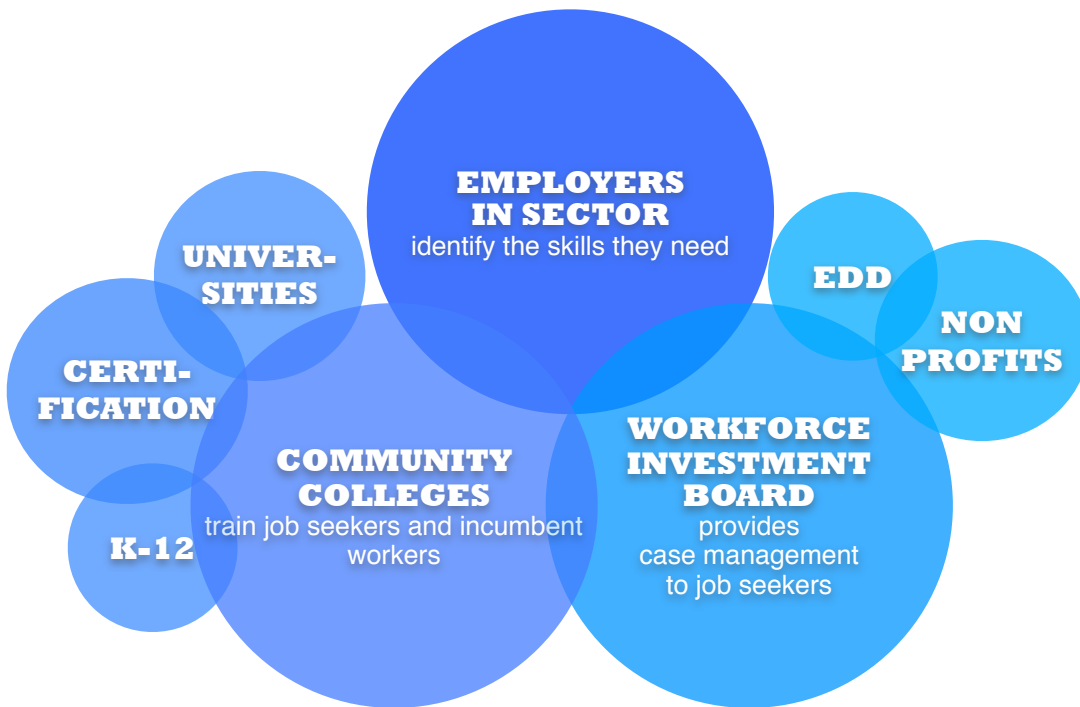 EMPLOYERS
IN SECTOR
identify the skills they need
UNIVER-
SITIES
EDD
NON
PROFITS
CERTI-
FICATION
WORKFORCE
INVESTMENT
BOARD
provides
case management
to job seekers
COMMUNITY
COLLEGES
train job seekers and incumbent
workers
K-12